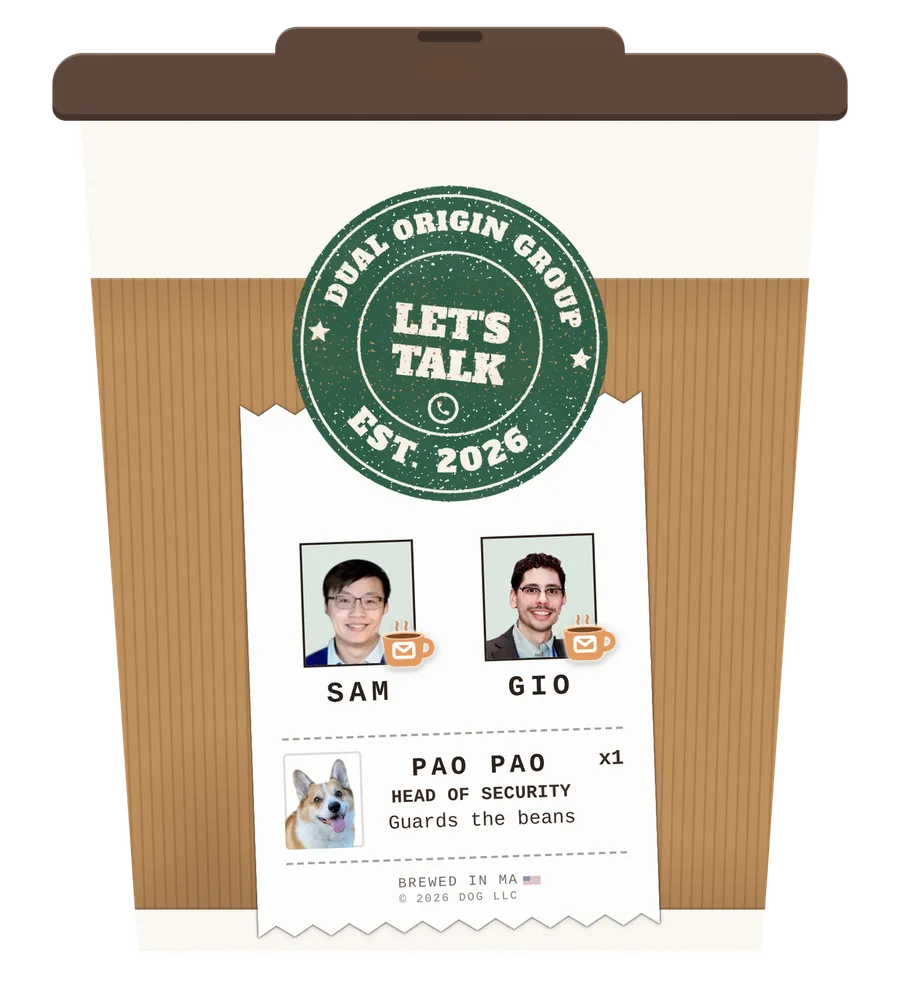 DUAL ORIGIN GROUP
LET'S
TALK
EST. 2026
SAM
GIO
PAO PAO
x1
HEAD OF SECURITY
Guards the beans
BREWED IN MA
© 2026 DOG LLC